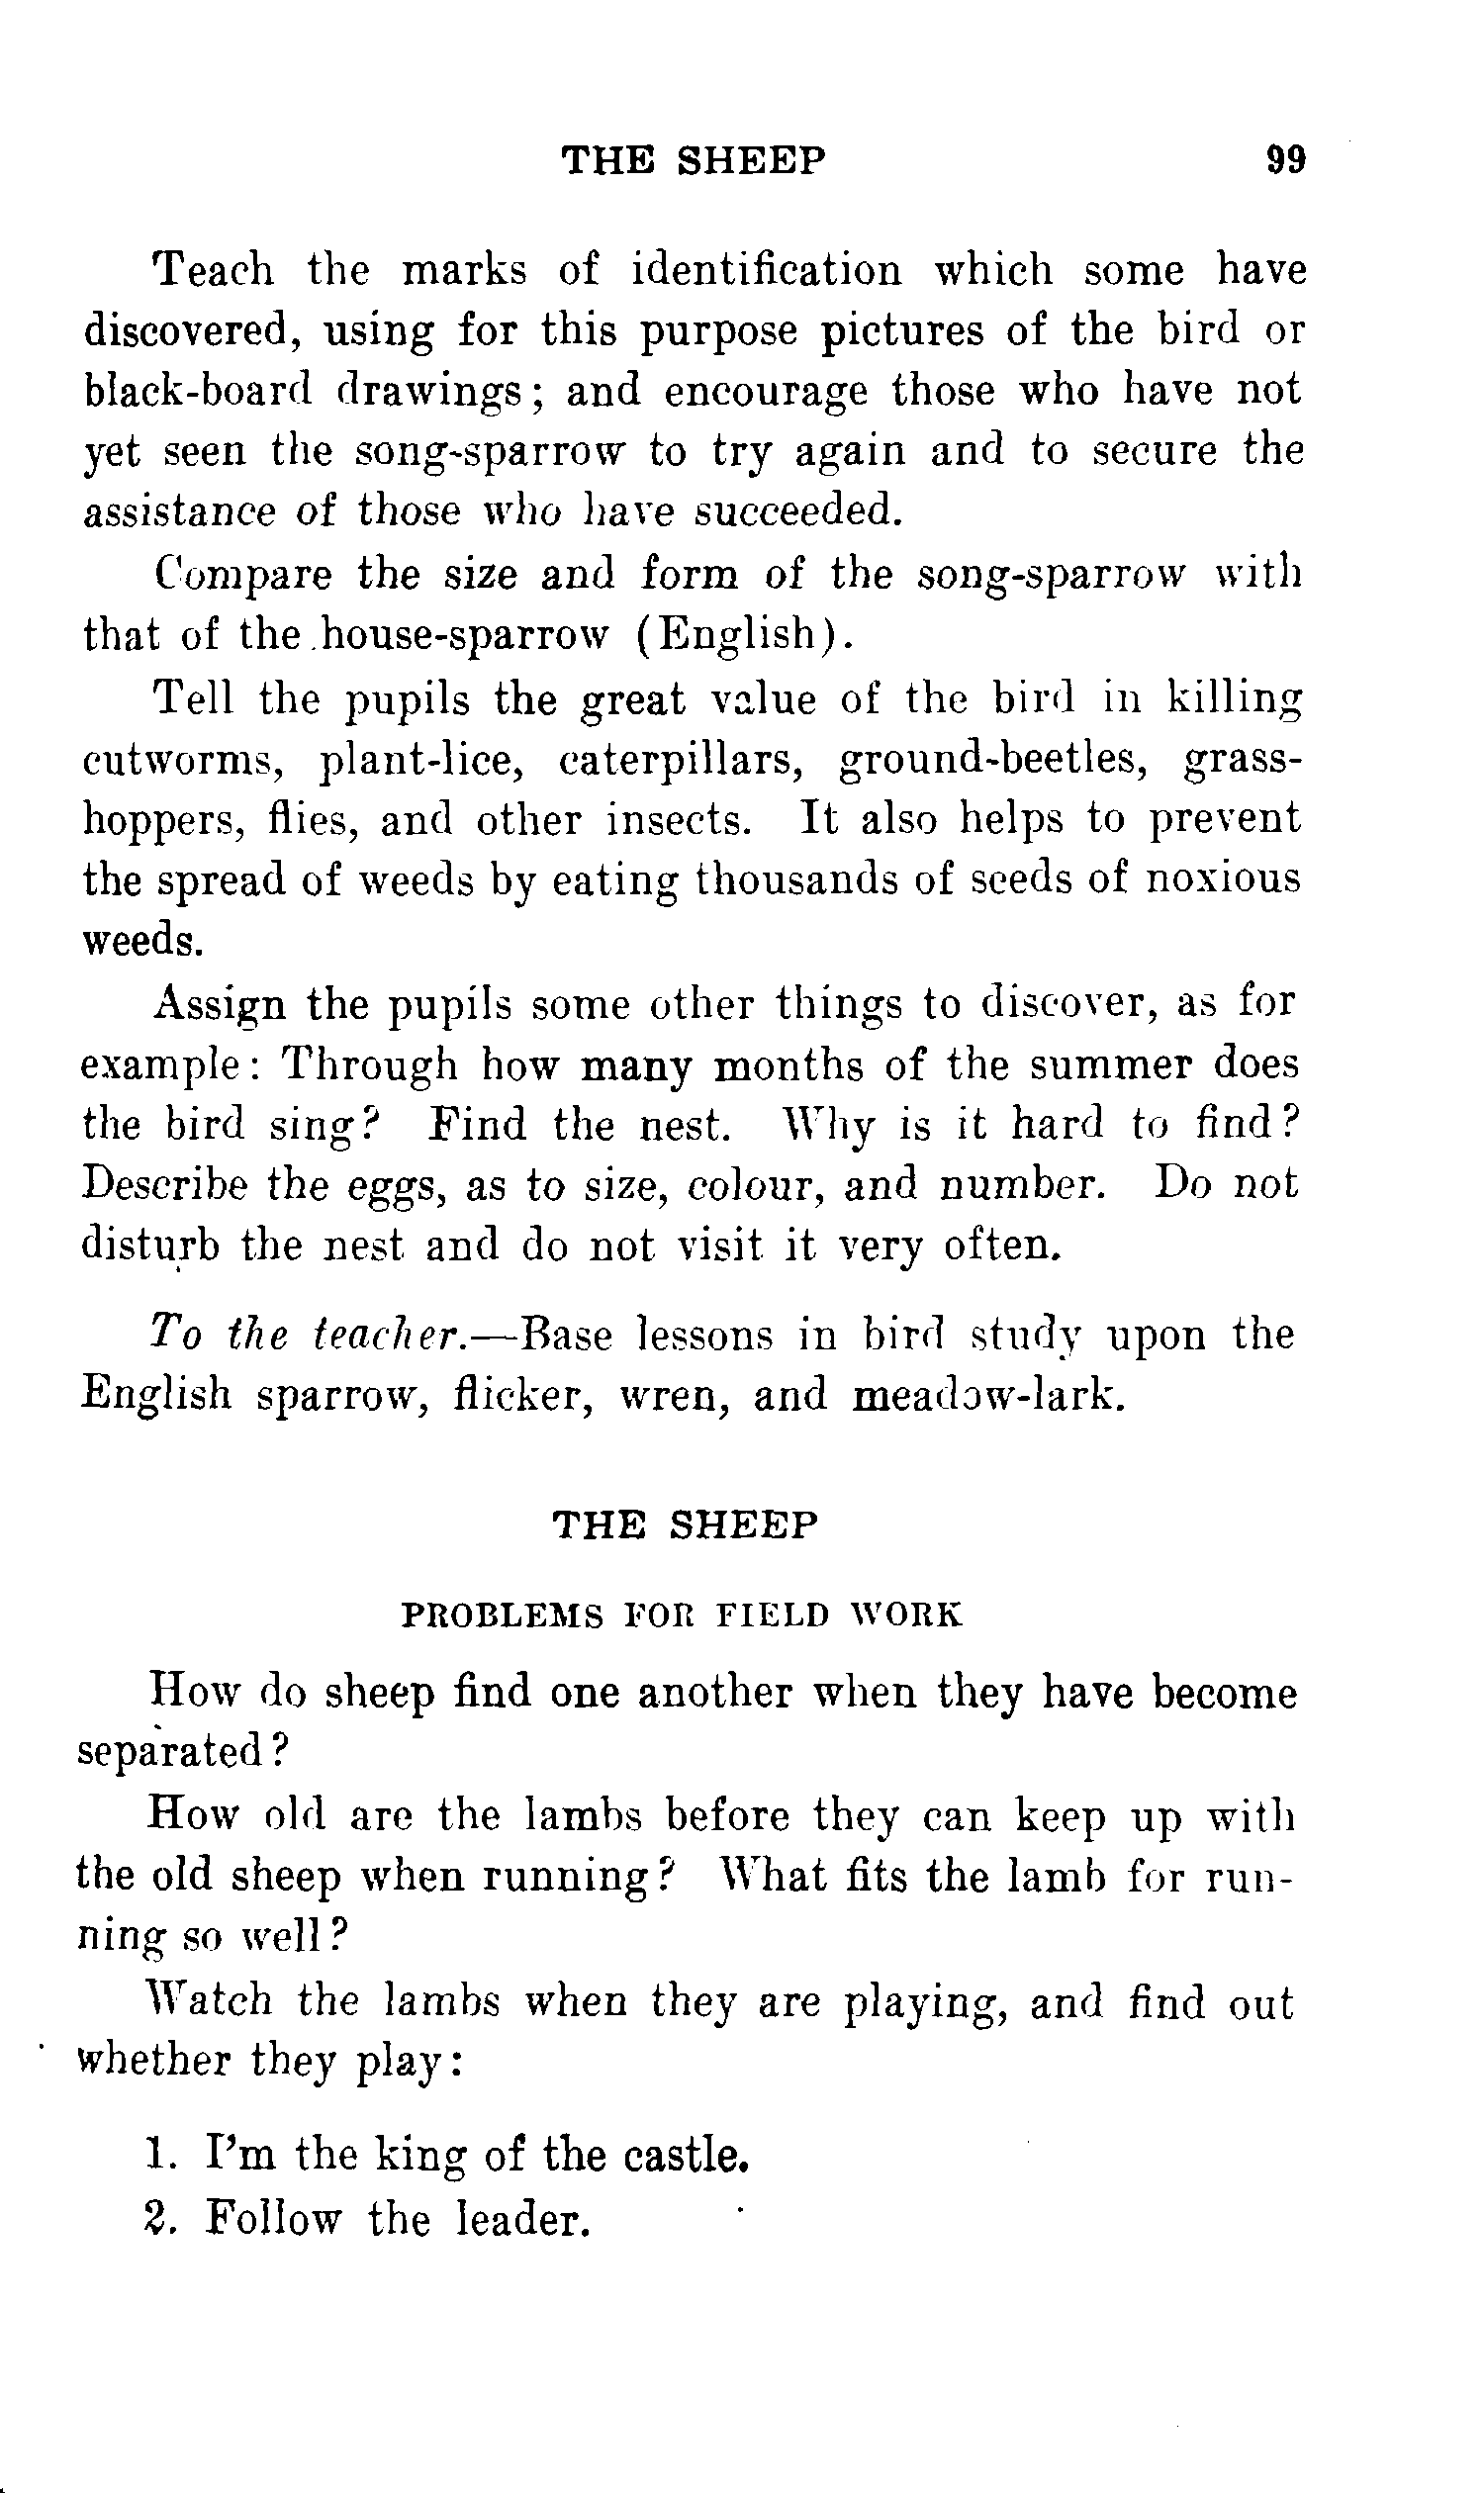 THE SHEEP 99
Teach the marks of identification which some have
discovered, using for this purpose pictures of the bird or
black-board drawings; and encourage those who have not
yet seen the song-sparrow to try again and to secure the
assistance of those who have succeeded.
Compare the size and form of the song-sparrow with
that of the house-sparrow (English).
Tell the pupils the great value of the bird in killing
cutworms, plant-lice, caterpillars, ground-beetles, grass-
hoppers, flies, and other insects. It also helps to prevent
the spread of weeds by eating thousands of seeds of noxious
weeds.
Assign the pupils some other things to discover, as for
example: Through how many months of the summer does
the bird sing? Find the nest. Why is it hard to find?
Describe the eggs, as to size, colour, and number. Do not
disturb the nest and do not visit it very often.
To the teacher.—Base lessons in bird study upon the
English sparrow, flicker, wren, and meadow-lark.
THE SHEEP
PROBLEMS FOR FIELD WORK
How do sheep find one another when they have become
separated?
How old are the lambs before they can keep up with
the old sheep when running? What fits the lamb for run-
ning so well?
Watch the lambs when they are playing, and find out
whether they play:
1. I'm the king of the castle.
2. Follow the leader.